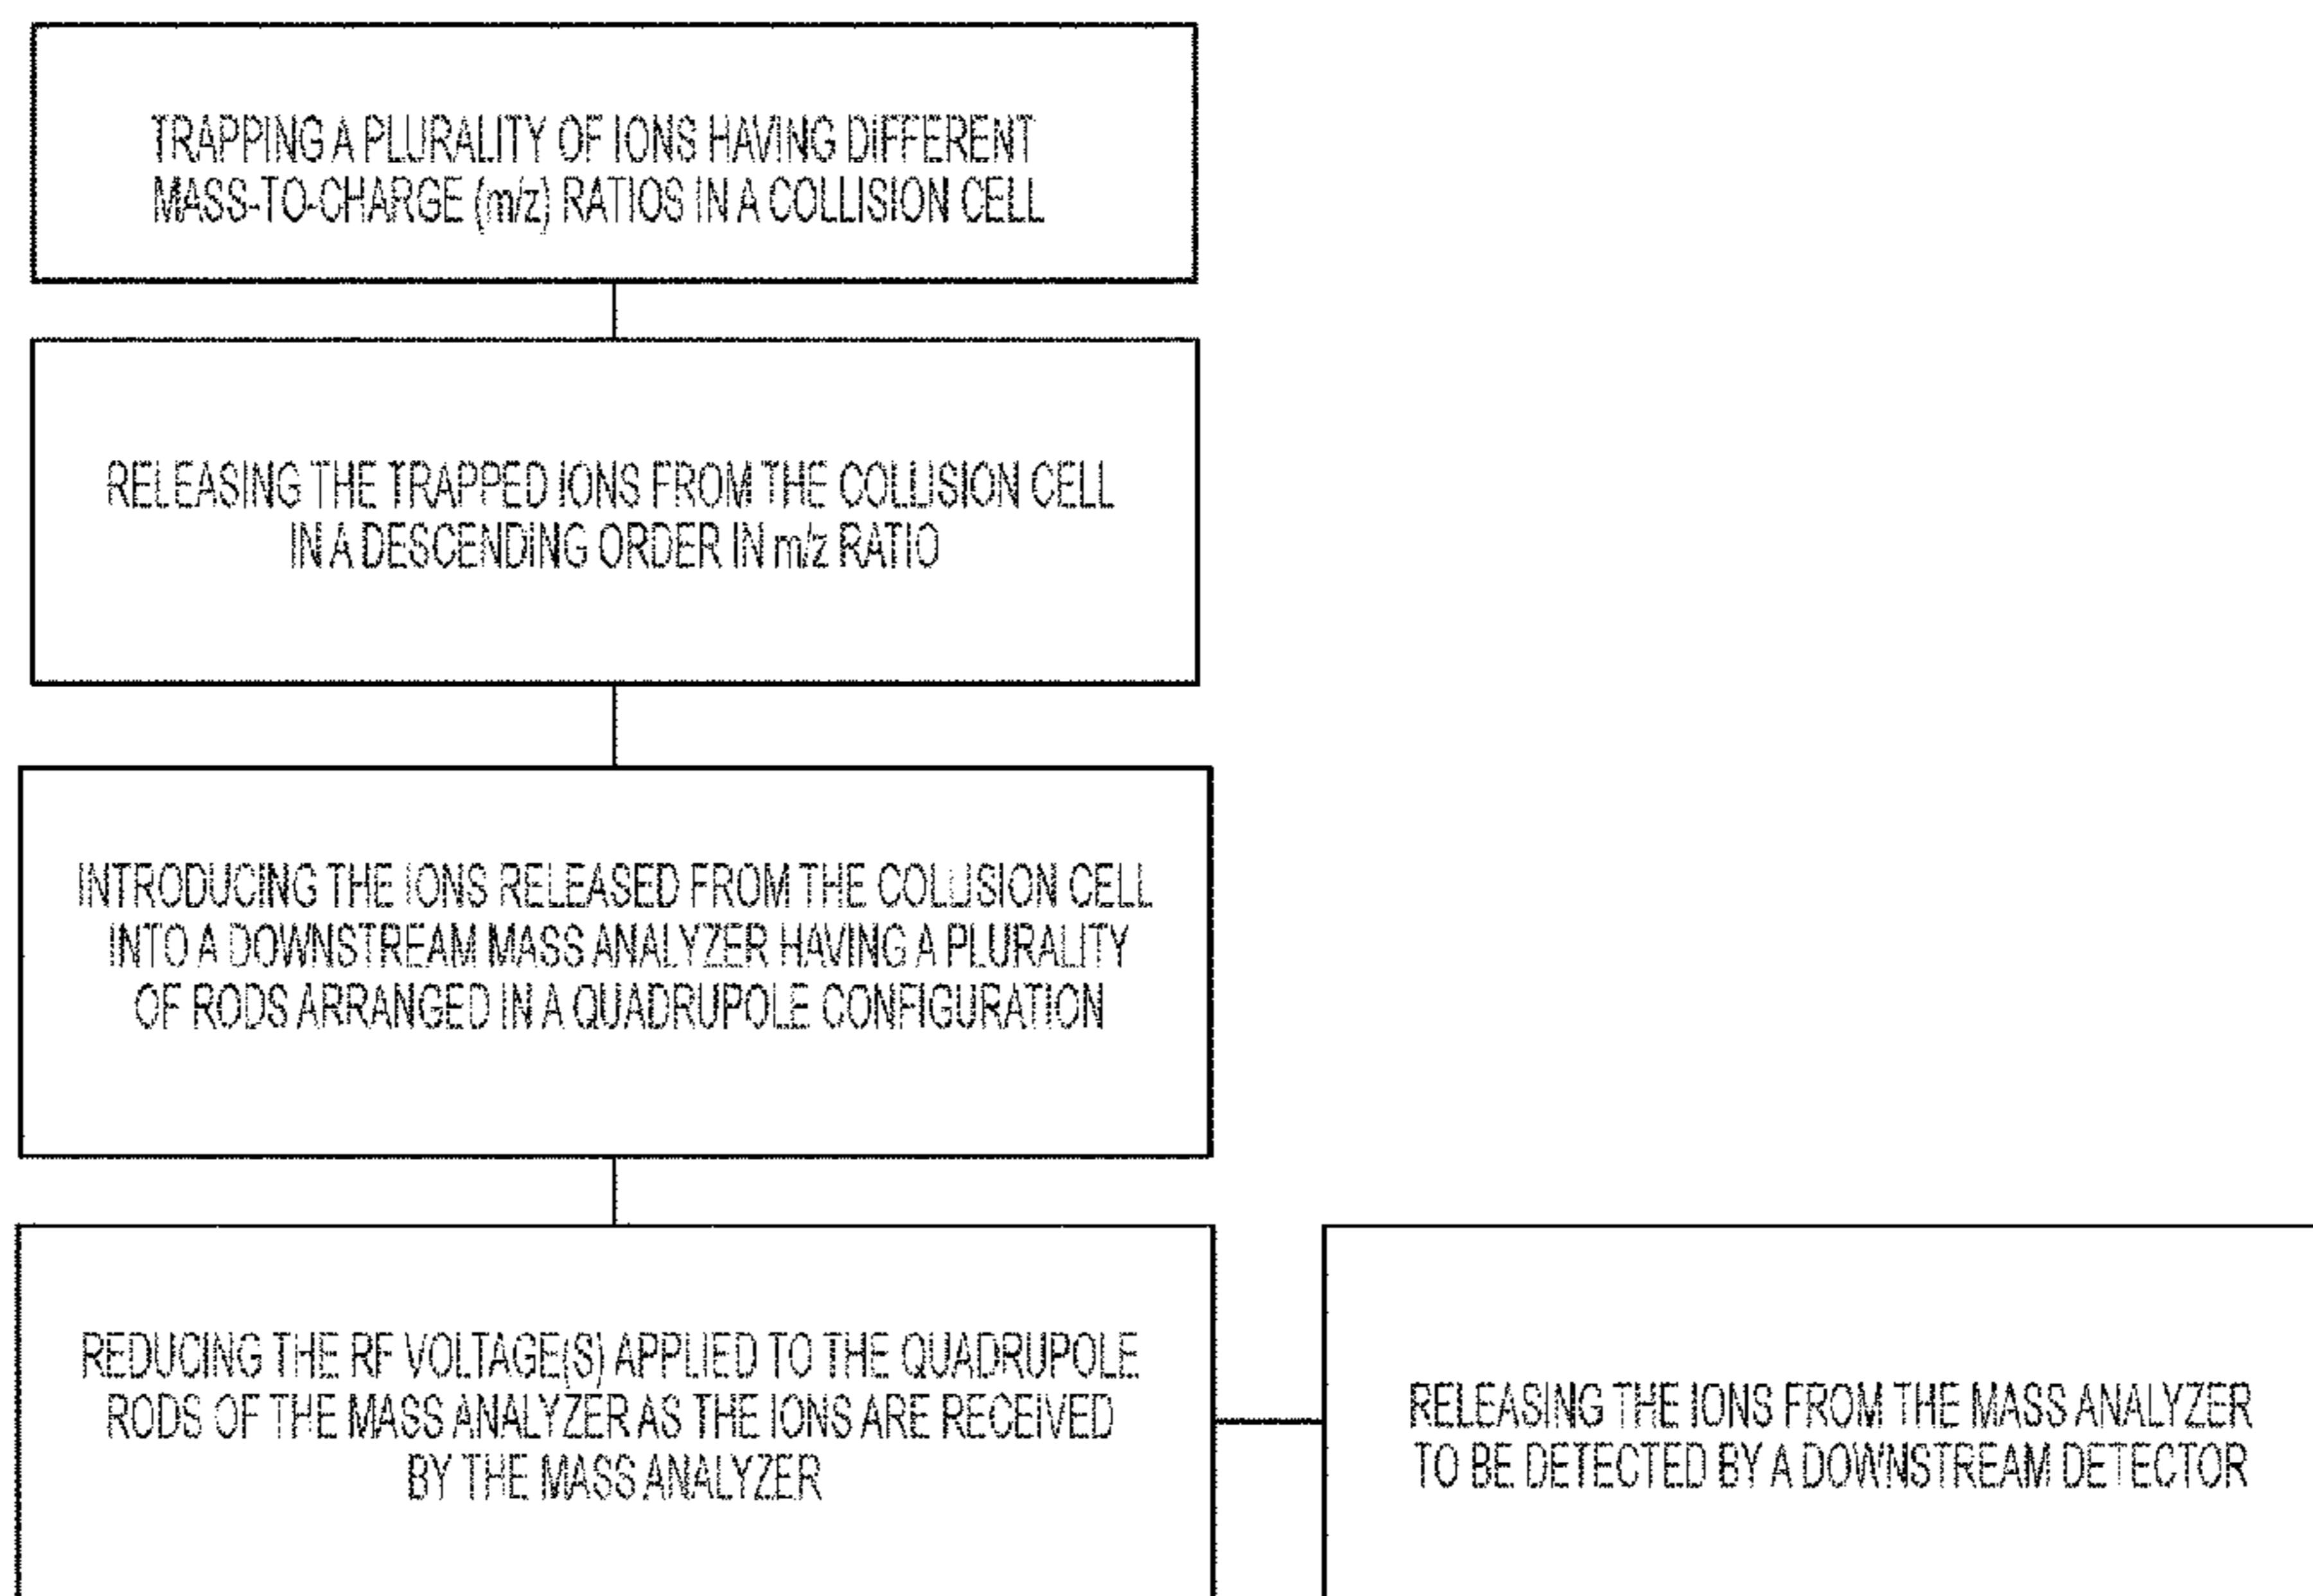 TRAPPING A PLURALITY OF IONS HAVING DIFFERENT
MASS-TO-CHARGE (m/z) RATIOS IN A COLLISION CELL
RELEASING THE TRAPPED IONS FROM THE COLLISION CELL
IN A DESCENDING ORDER IN m/z RATIO
INTRODUCING THE IONS RELEASED FROM THE COLLISION CELL
INTO A DOWNSTREAM MASS ANALYZER HAVING A PLURALITY
OF RODS ARRANGED IN A QUADRUPOLE CONFIGURATION
REDUCING THE RF VOLTAGE(S) APPLIED TO THE QUADRUPOLE
RODS OF THE MASS ANALYZER AS THE IONS ARE RECEIVED
BY THE MASS ANALYZER
RELEASING THE IONS FROM THE MASS ANALYZER
TO BE DETECTED BY A DOWNSTREAM DETECTOR